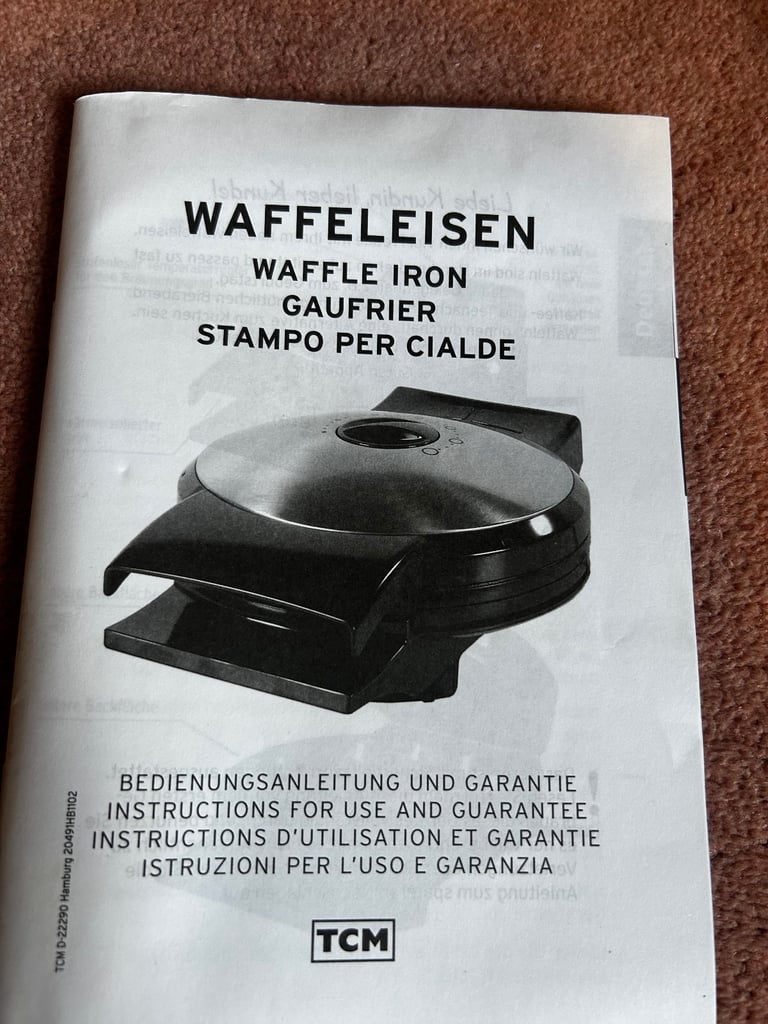 WAFFELEISEN
WAFFLE IRON
GAUFRIER
STAMPO PER CIALDE
BEDIENUNGSANLEITUNG UND GARANTIE
INSTRUCTIONS FOR USE AND GUARANTEE
INSTRUCTIONS D'UTILISATION ET GARANTIE
ISTRUZIONI PER L'USO E GARANZIA
TCM D-22290 Hamburg 20491HB1102
TCM